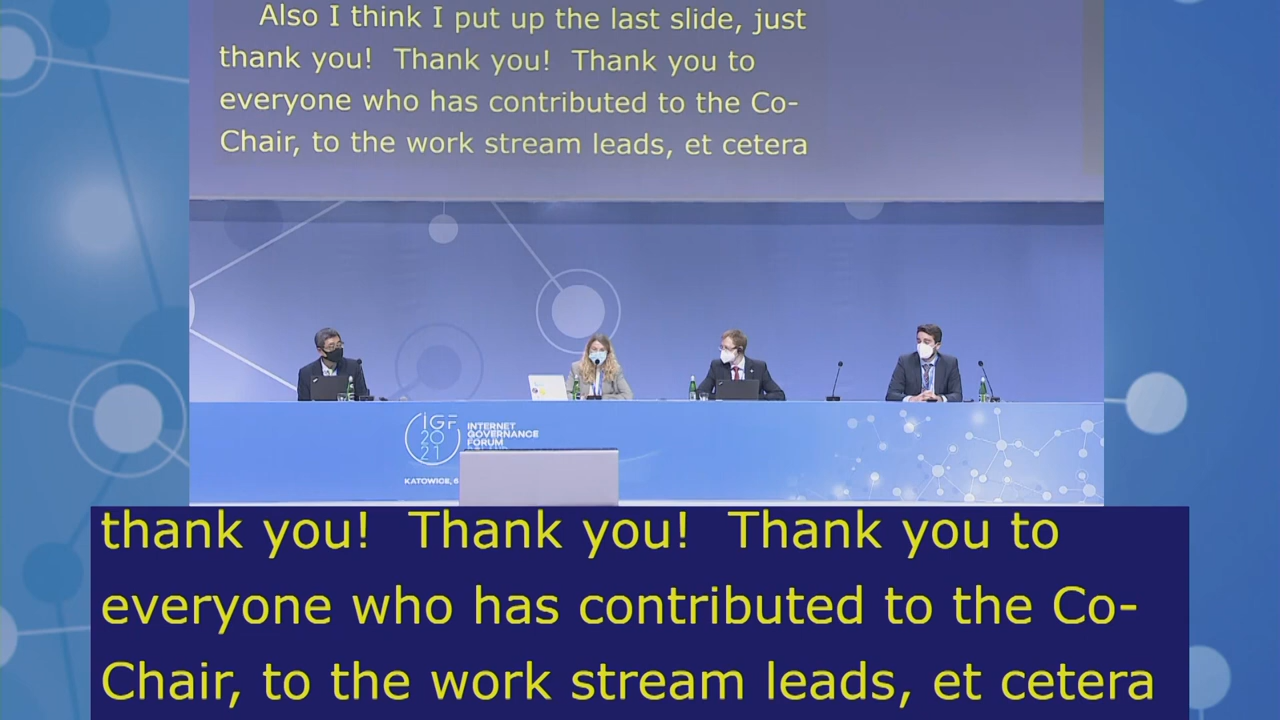 Also I think I put up the last slide, just
thank you!  Thank you!  Thank you to
everyone who has contributed to the Co-
Chair, to the work stream leads, et cetera
IGF
20
21
INTERNET
GOVERNANCE
FORUM
KATOWICE, 6
thank you!  Thank you!  Thank you to
everyone who has contributed to the Co-
Chair, to the work stream leads, et cetera